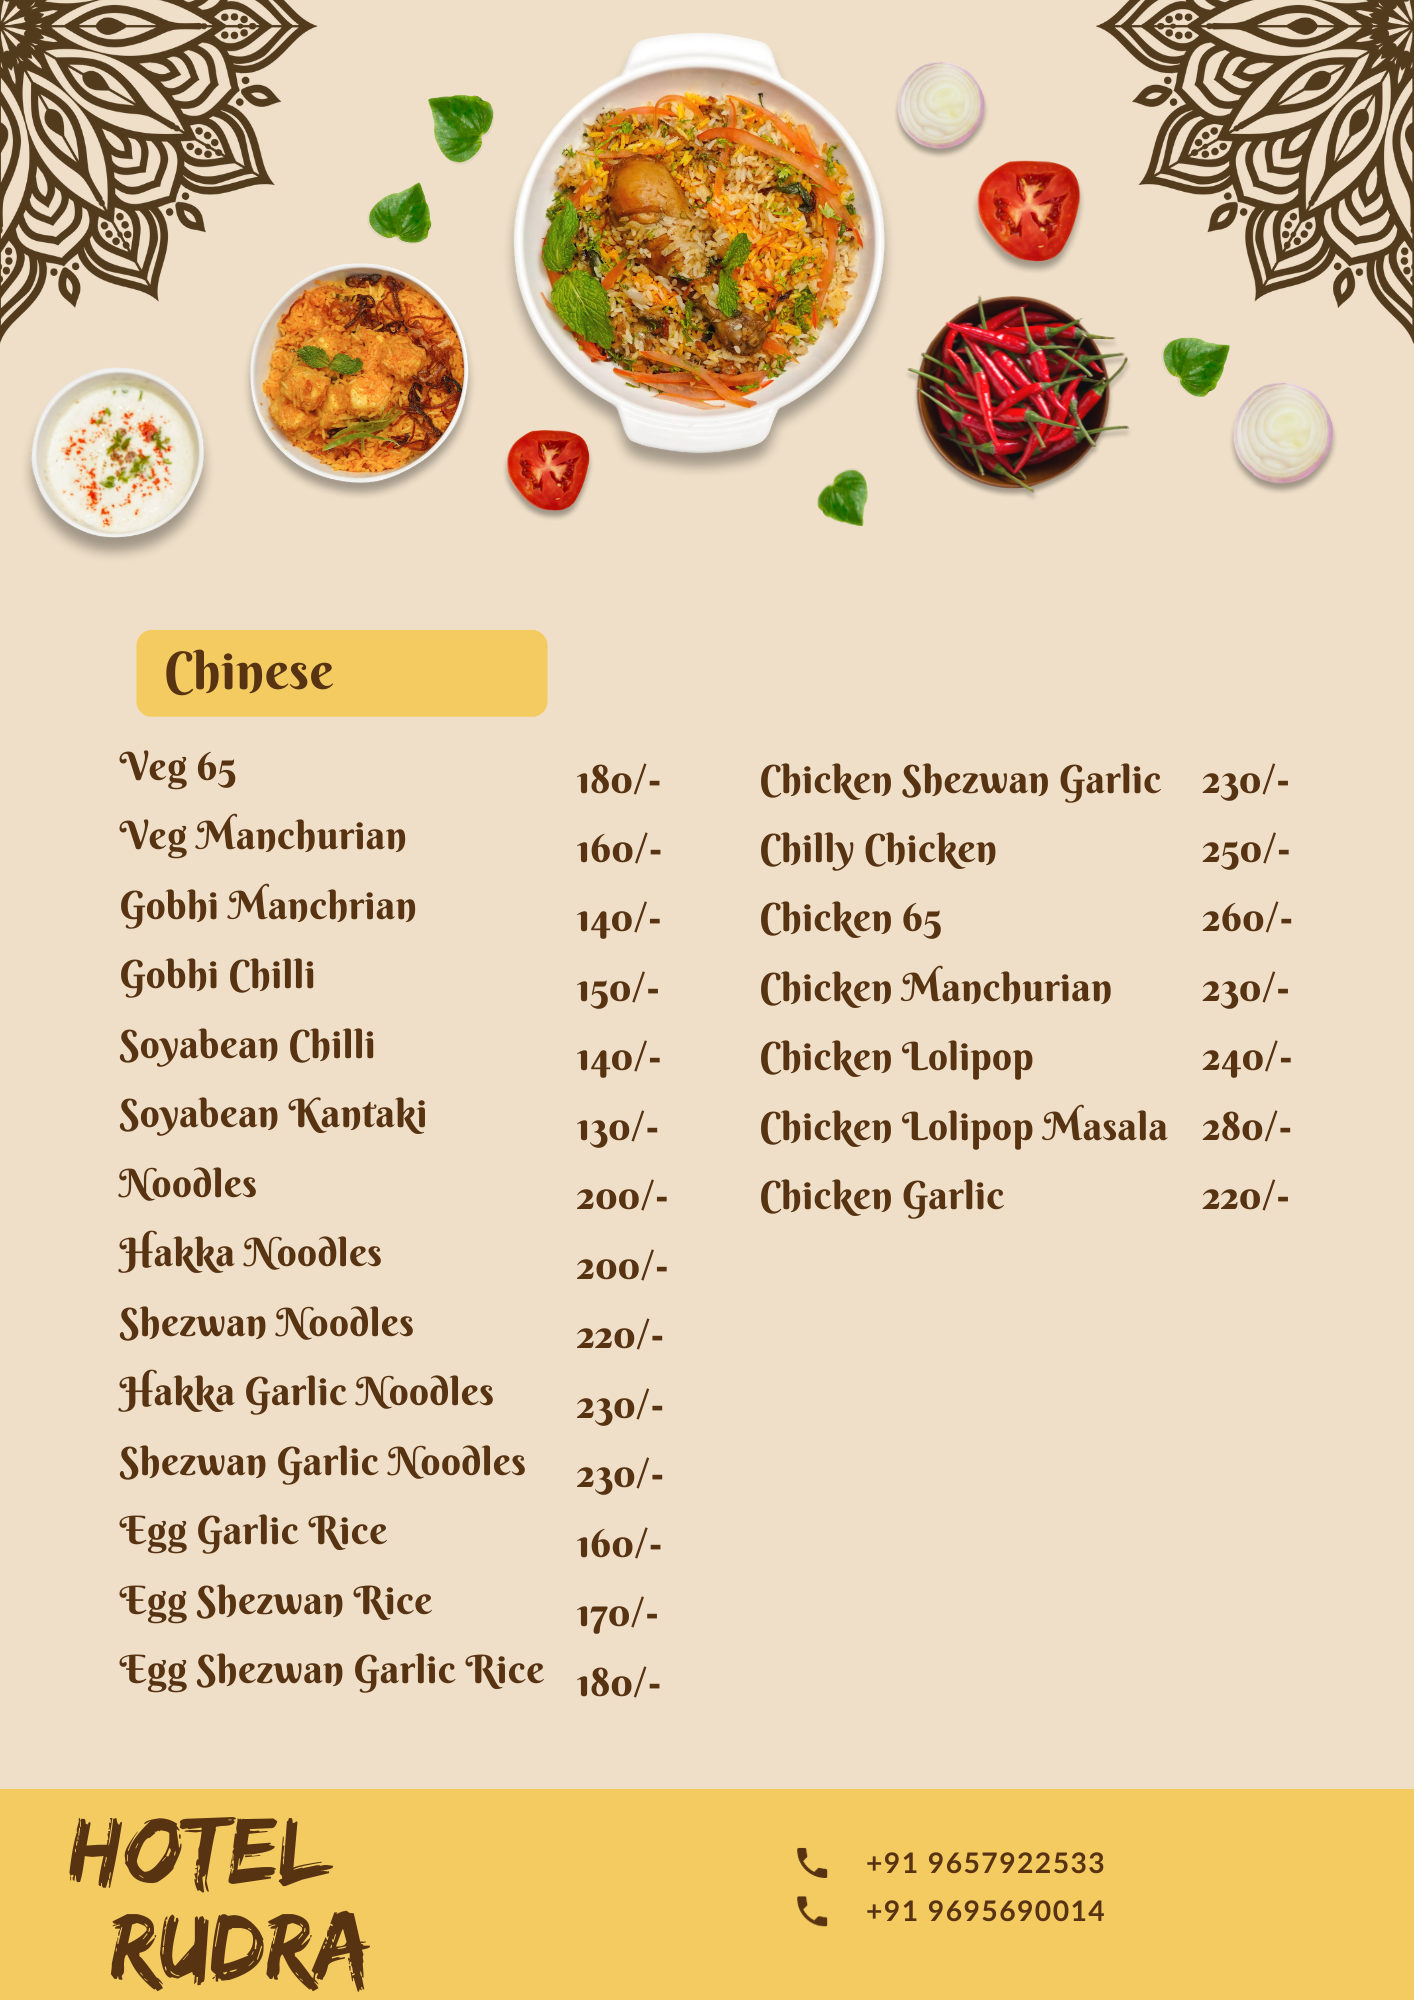 Chinese
Veg 65 180/-
Veg Manchurian 160/-
Gobhi Manchrian 140/-
Gobhi Chilli 150/-
Soyabean Chilli 140/-
Soyabean Kantaki 130/-
Noodles 200/-
Hakka Noodles 200/-
Shezwan Noodles 220/-
Hakka Garlic Noodles 230/-
Shezwan Garlic Noodles 230/-
Egg Garlic Rice 160/-
Egg Shezwan Rice 170/-
Egg Shezwan Garlic Rice 180/-
Chicken Shezwan Garlic 230/-
Chilly Chicken 250/-
Chicken 65 260/-
Chicken Manchurian 230/-
Chicken Lolipop 240/-
Chicken Lolipop Masala 280/-
Chicken Garlic 220/-
HOTEL
RUDRA
+91 9657922533
+91 9695690014